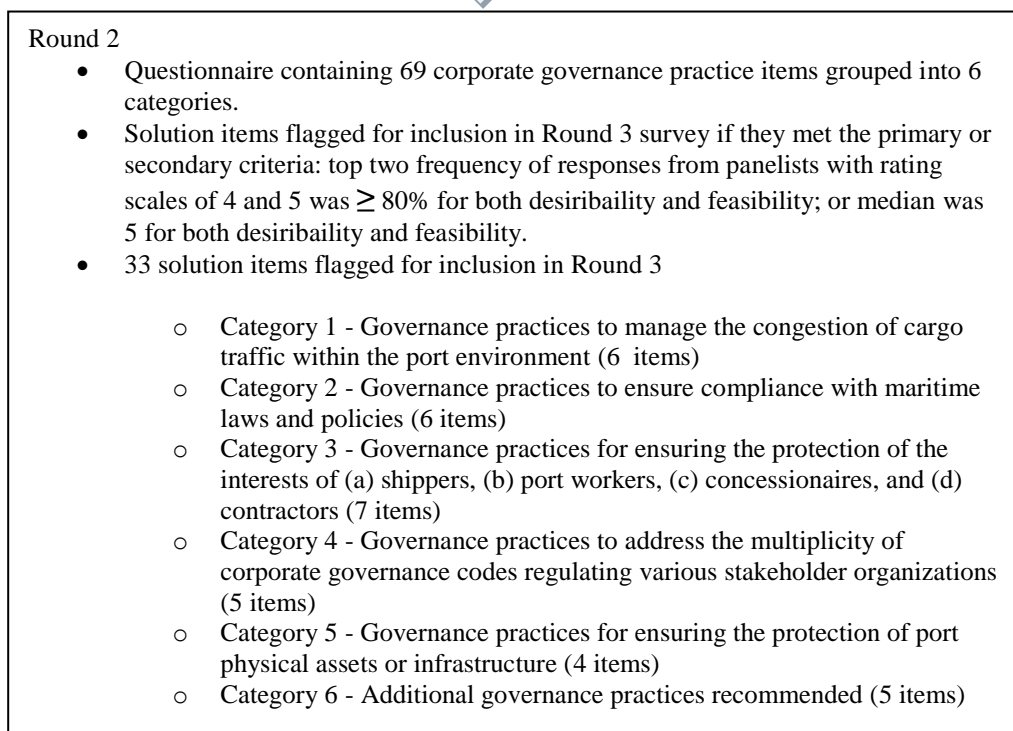 Round 2
• Questionnaire containing 69 corporate governance practice items grouped into 6
categories.
• Solution items flagged for inclusion in Round 3 survey if they met the primary or
secondary criteria: top two frequency of responses from panelists with rating
scales of 4 and 5 was ≥ 80% for both desiribaility and feasibility; or median was
5 for both desiribaility and feasibility.
• 33 solution items flagged for inclusion in Round 3
o Category 1 - Governance practices to manage the congestion of cargo
traffic within the port environment (6 items)
o Category 2 - Governance practices to ensure compliance with maritime
laws and policies (6 items)
o Category 3 - Governance practices for ensuring the protection of the
interests of (a) shippers, (b) port workers, (c) concessionaires, and (d)
contractors (7 items)
o Category 4 - Governance practices to address the multiplicity of
corporate governance codes regulating various stakeholder organizations
(5 items)
o Category 5 - Governance practices for ensuring the protection of port
physical assets or infrastructure (4 items)
o Category 6 - Additional governance practices recommended (5 items)